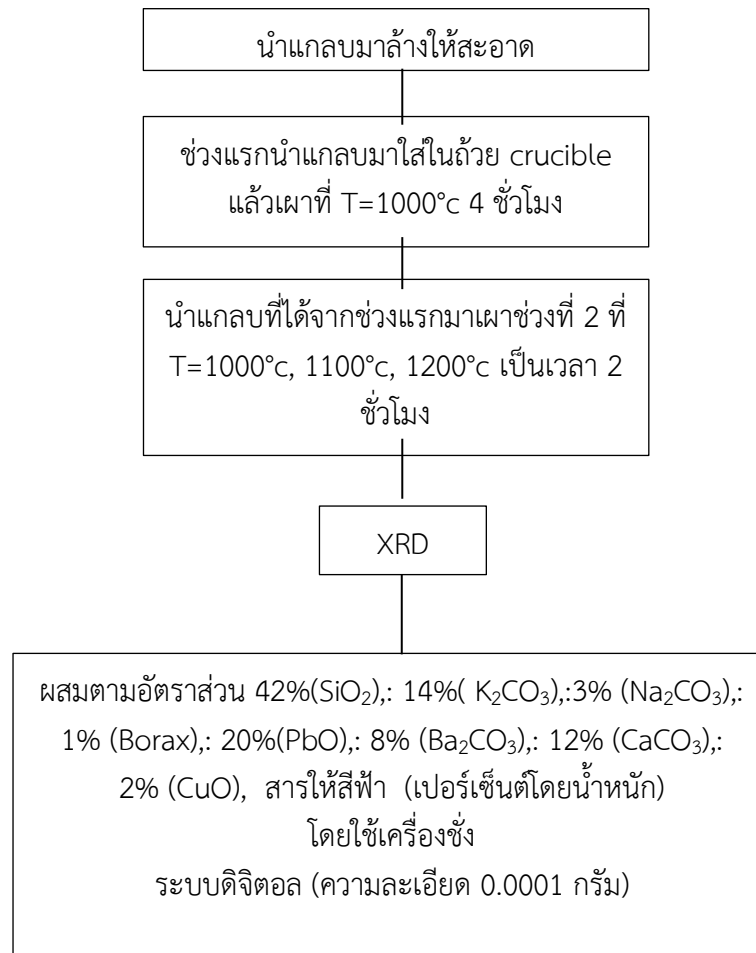 นำแกลบมาล้างให้สะอาด
ช่วงแรกนำแกลบมาใส่ในถ้วย crucible
แล้วเผาที่ T=1000°c 4 ชั่วโมง
นำแกลบที่ได้จากช่วงแรกมาเผาช่วงที่ 2 ที่
T=1000°c, 1100°c, 1200°c เป็นเวลา 2
ชั่วโมง
XRD
ผสมตามอัตราส่วน 42%(SiO₂),: 14%( K₂CO₃),:3% (Na₂CO₃),:
1% (Borax),: 20%(PbO),: 8% (Ba₂CO₃),: 12% (CaCO₃),:
2% (CuO), สารให้สีฟ้า (เปอร์เซ็นต์โดยน้ำหนัก)
โดยใช้เครื่องชั่ง
ระบบดิจิตอล (ความละเอียด 0.0001 กรัม)